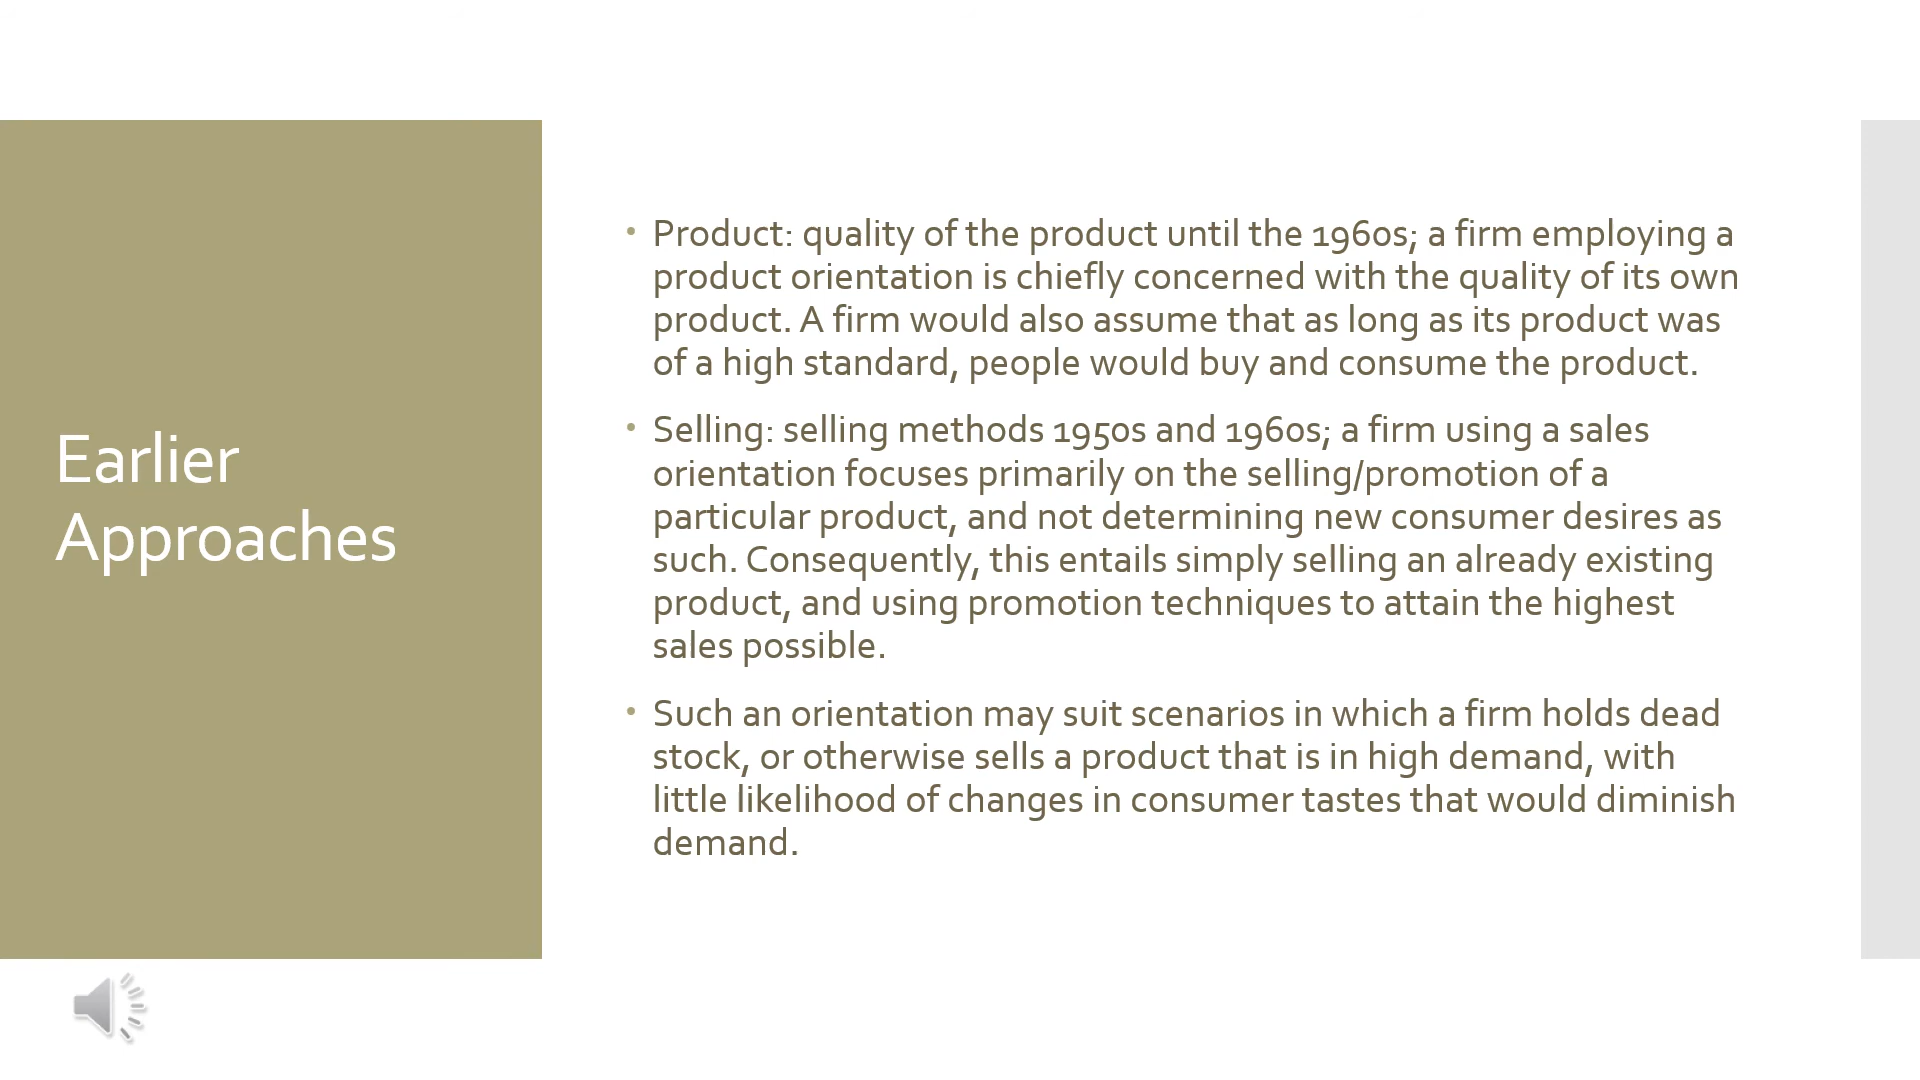 Earlier
Approaches
• Product: quality of the product until the 1960s; a firm employing a
product orientation is chiefly concerned with the quality of its own
product. A firm would also assume that as long as its product was
of a high standard, people would buy and consume the product.
• Selling: selling methods 1950s and 1960s; a firm using a sales
orientation focuses primarily on the selling/promotion of a
particular product, and not determining new consumer desires as
such. Consequently, this entails simply selling an already existing
product, and using promotion techniques to attain the highest
sales possible.
• Such an orientation may suit scenarios in which a firm holds dead
stock, or otherwise sells a product that is in high demand, with
little likelihood of changes in consumer tastes that would diminish
demand.